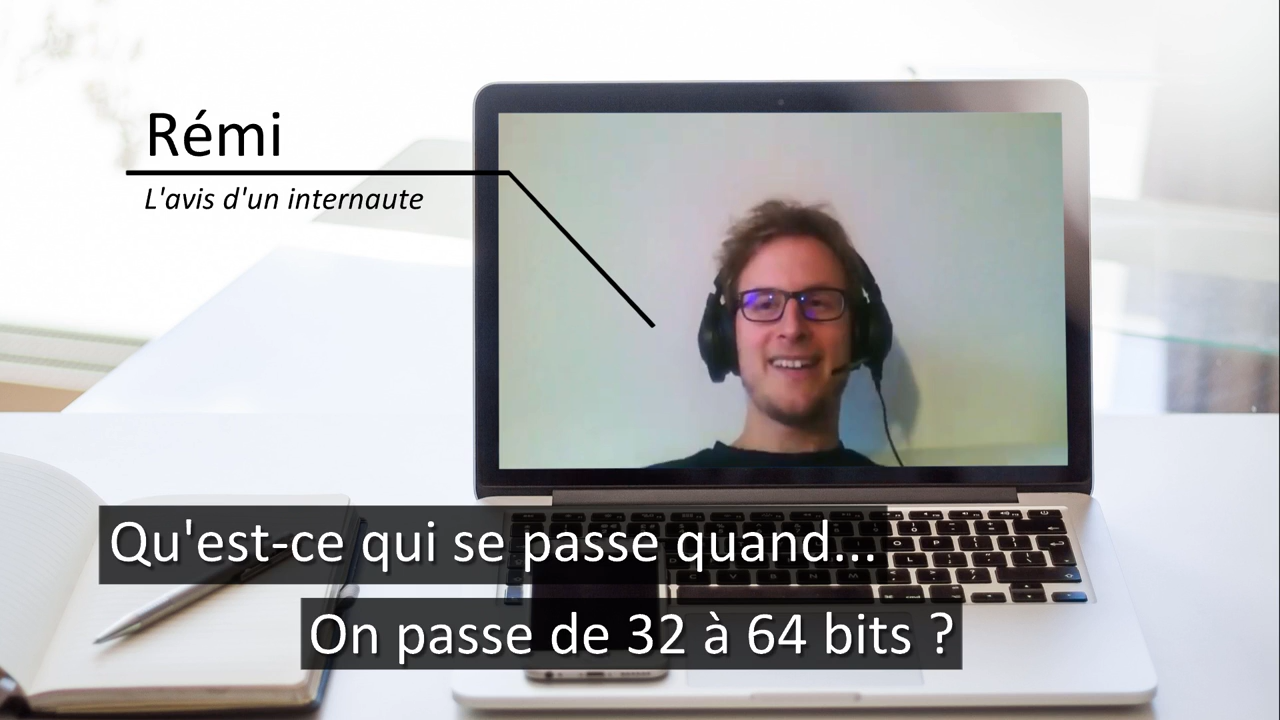 Rémi
L'avis d'un internaute
Qu'est-ce qui se passe quand...
On passe de 32 à 64 bits ?